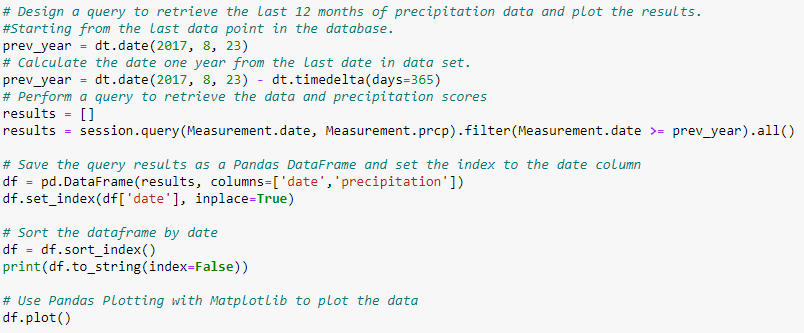 # Design a query to retrieve the last 12 months of precipitation data and plot the results.
#Starting from the last data point in the database.
prev_year = dt.date(2017, 8, 23)
# Calculate the date one year from the last date in data set.
prev_year = dt.date(2017, 8, 23) - dt.timedelta(days=365)
# Perform a query to retrieve the data and precipitation scores
results = []
results = session.query(Measurement.date, Measurement.prcp).filter(Measurement.date >= prev_year).all()
# Save the query results as a Pandas DataFrame and set the index to the date column
df = pd.DataFrame(results, columns=['date','precipitation'])
df.set_index(df['date'], inplace=True)
# Sort the dataframe by date
df = df.sort_index()
print(df.to_string(index=False))
# Use Pandas Plotting with Matplotlib to plot the data
df.plot()